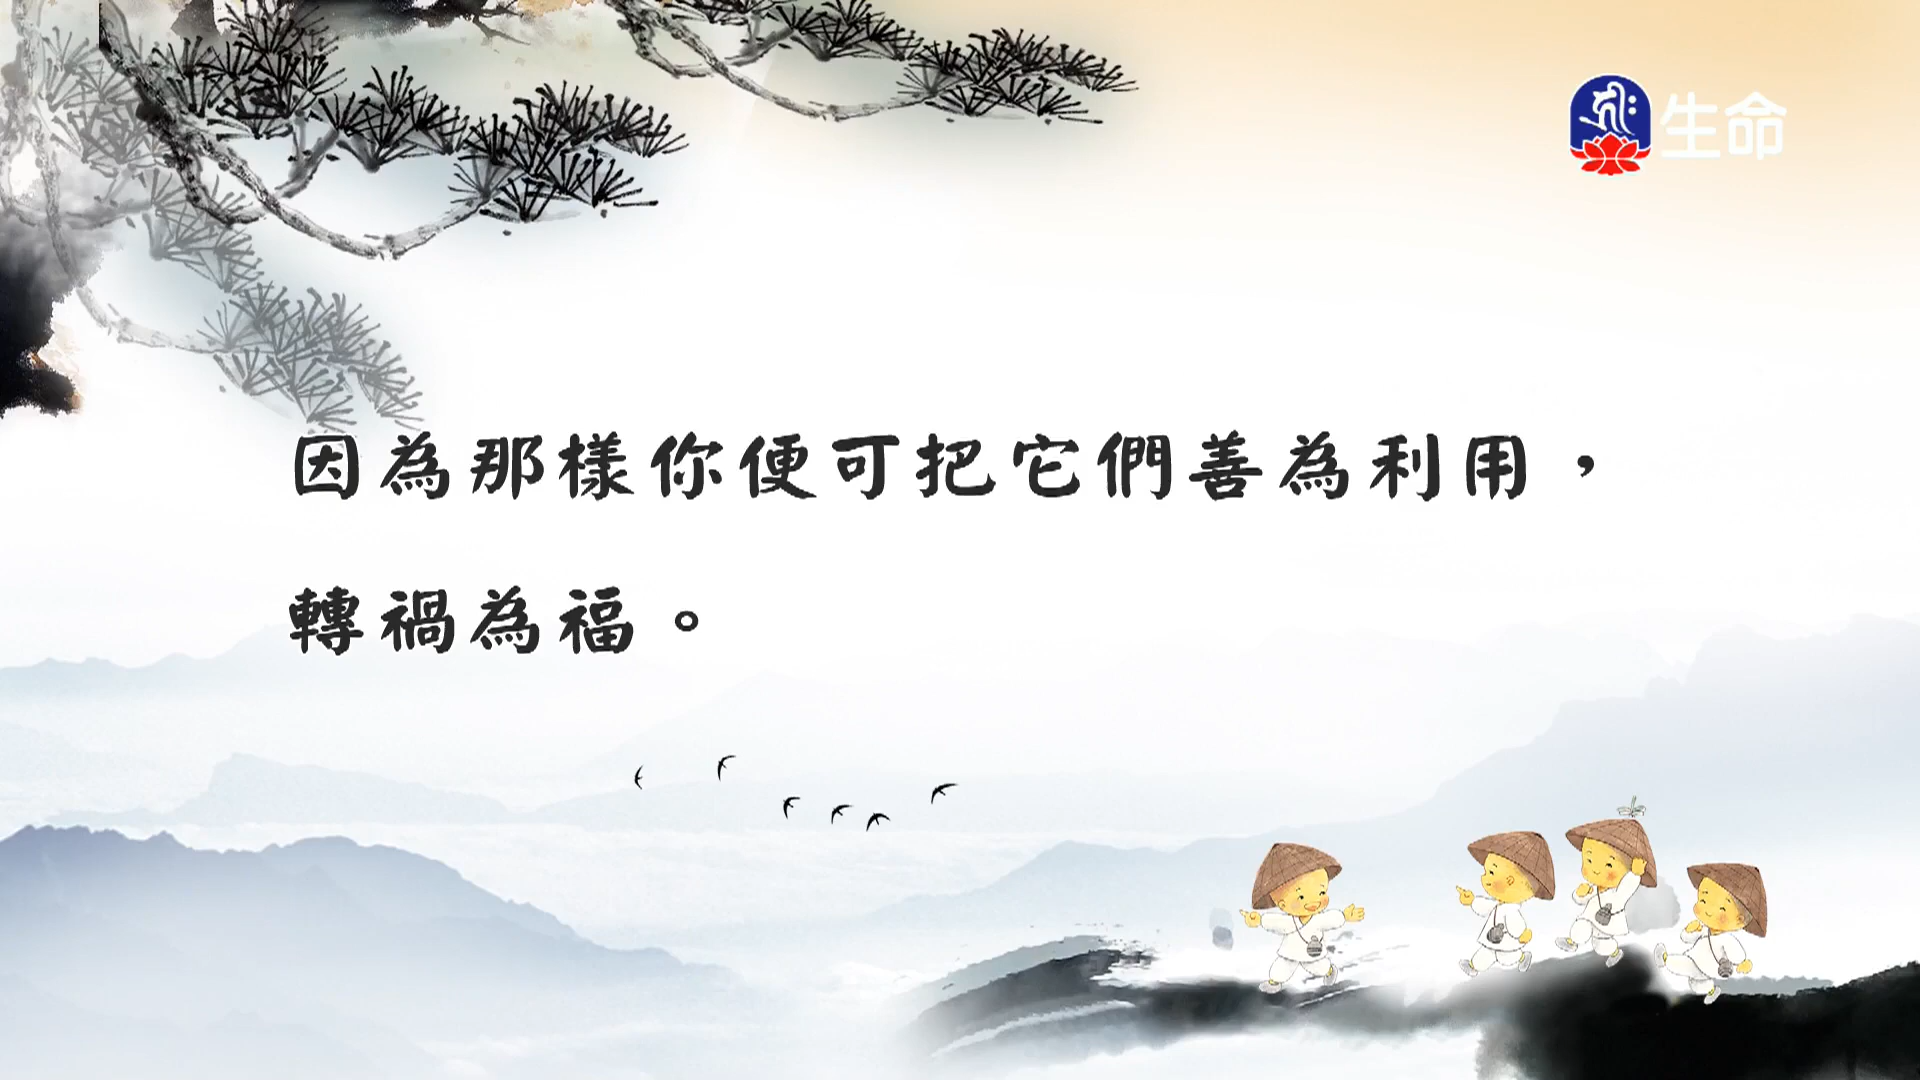 生命
因為那樣你便可把它們善為利用，
轉禍為福。